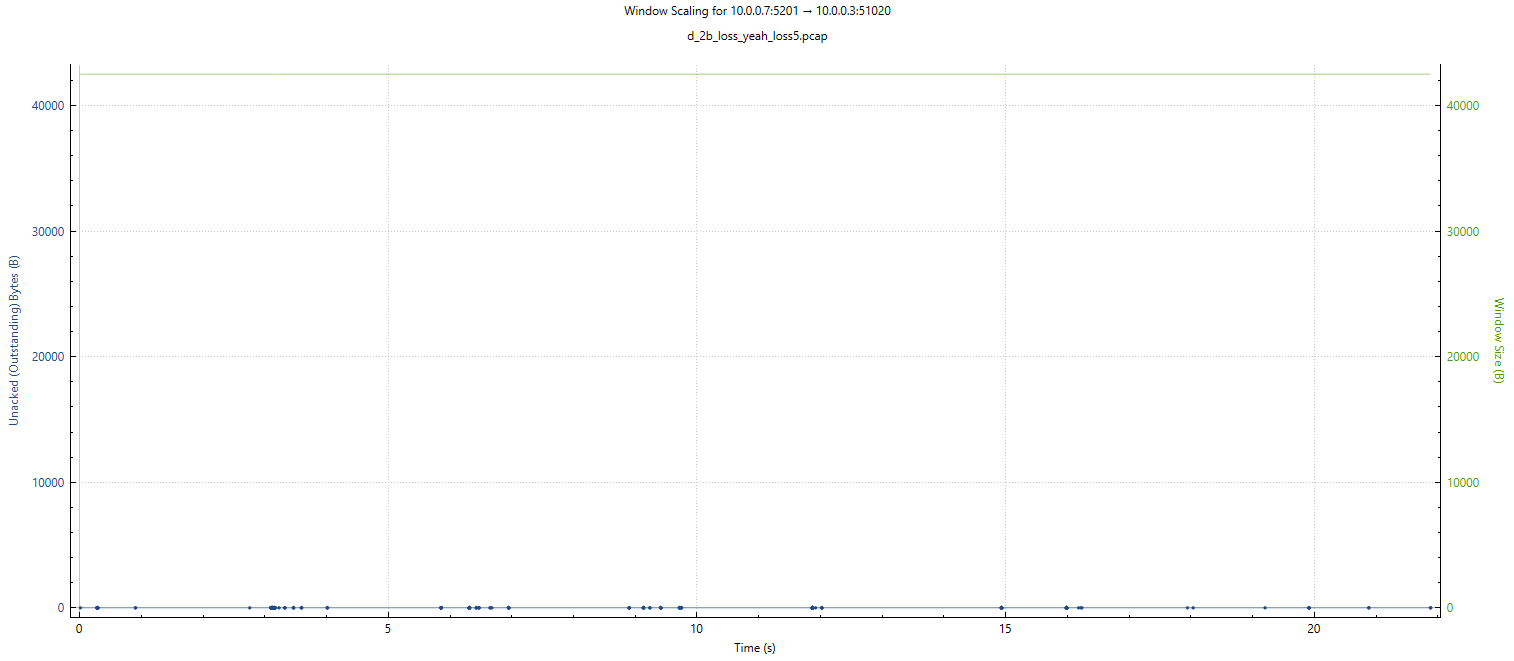 Window Scaling for 10.0.0.7:5201 → 10.0.0.3:51020
d_2b_loss_yeah_loss5.pcap
Unacked (Outstanding) Bytes (B)
40000
30000
20000
10000
0
40000
30000
20000
10000
0
Window Size (B)
0 5 10 15 20
Time (s)